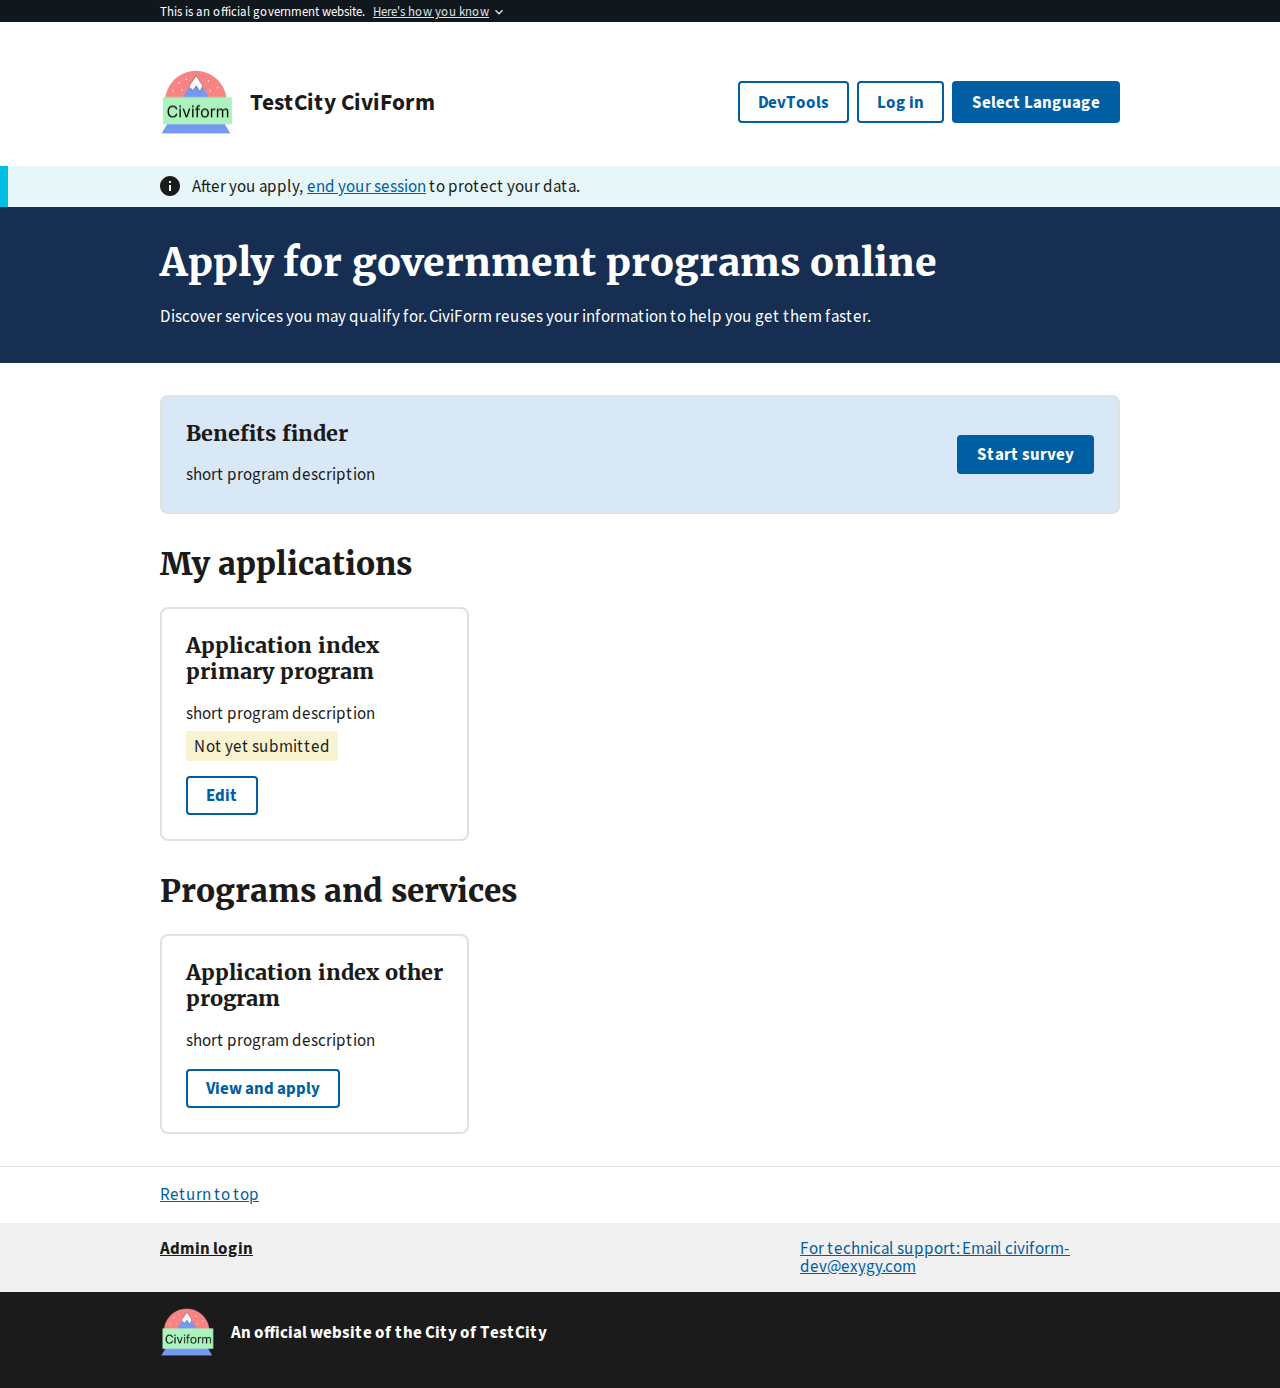 This is an official government website. Here's how you know
Civiform
TestCity CiviForm
DevTools
Log in
Select Language
After you apply, end your session to protect your data.
Apply for government programs online
Discover services you may qualify for. CiviForm reuses your information to help you get them faster.
Benefits finder
short program description
Start survey
My applications
Application index
primary program
short program description
Not yet submitted
Edit
Programs and services
Application index other
program
short program description
View and apply
Return to top
Admin login
For technical support: Email civiform-
dev@exygy.com
Civiform
An official website of the City of TestCity